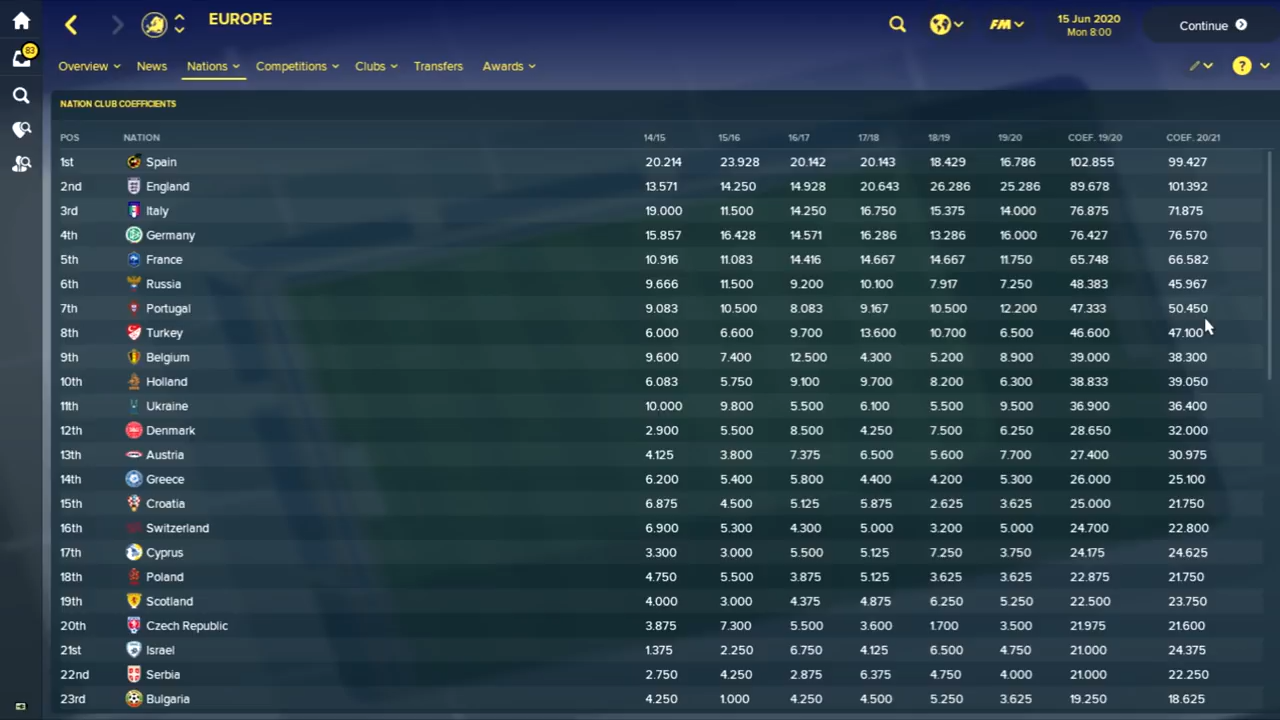 EUROPE
FM
15 Jun 2020
Mon 8:00
Continue
83
Overview News Nations Competitions Clubs Transfers Awards
?
NATION CLUB COEFFICIENTS
POS NATION 14/15 15/16 16/17 17/18 18/19 19/20 COEF. 19/20 COEF. 20/21
1st Spain 20.214 23.928 20.142 20.143 18.429 16.786 102.855 99.427
2nd England 13.571 14.250 14.928 20.643 26.286 25.286 89.678 101.392
3rd Italy 19.000 11.500 14.250 16.750 15.375 14.000 76.875 71.875
4th Germany 15.857 16.428 14.571 16.286 13.286 16.000 76.427 76.570
5th France 10.916 11.083 14.416 14.667 14.667 11.750 65.748 66.582
6th Russia 9.666 11.500 9.200 10.100 7.917 7.250 48.383 45.967
7th Portugal 9.083 10.500 8.083 9.167 10.500 12.200 47.333 50.450
8th Turkey 6.000 6.600 9.700 13.600 10.700 6.500 46.600 47.100
9th Belgium 9.600 7.400 12.500 4.300 5.200 8.900 39.000 38.300
10th Holland 6.083 5.750 9.100 9.700 8.200 6.300 38.833 39.050
11th Ukraine 10.000 9.800 5.500 6.100 5.500 9.500 36.900 36.400
12th Denmark 2.900 5.500 8.500 4.250 7.500 6.250 28.650 32.000
13th Austria 4.125 3.800 7.375 6.500 5.600 7.700 27.400 30.975
14th Greece 6.200 5.400 5.800 4.400 4.200 5.300 26.000 25.100
15th Croatia 6.875 4.500 5.125 5.875 2.625 3.625 25.000 21.750
16th Switzerland 6.900 5.300 4.300 5.000 3.200 5.000 24.700 22.800
17th Cyprus 3.300 3.000 5.500 5.125 7.250 3.750 24.175 24.625
18th Poland 4.750 5.500 3.875 5.125 3.625 3.625 22.875 21.750
19th Scotland 4.000 3.000 4.375 4.875 6.250 5.250 22.500 23.750
20th Czech Republic 3.875 7.300 5.500 3.600 1.700 3.500 21.975 21.600
21st Israel 1.375 2.250 6.750 4.125 6.500 4.750 21.000 24.375
22nd Serbia 2.750 4.250 2.875 6.375 4.750 4.000 21.000 22.250
23rd Bulgaria 4.250 1.000 4.250 4.500 5.250 3.625 19.250 18.625